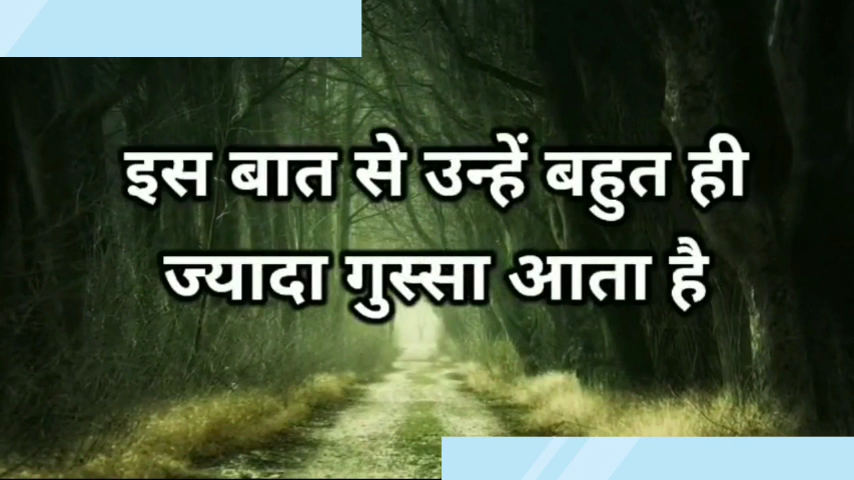 इस बात से उन्हें बहुत ही
ज्यादा गुस्सा आता है